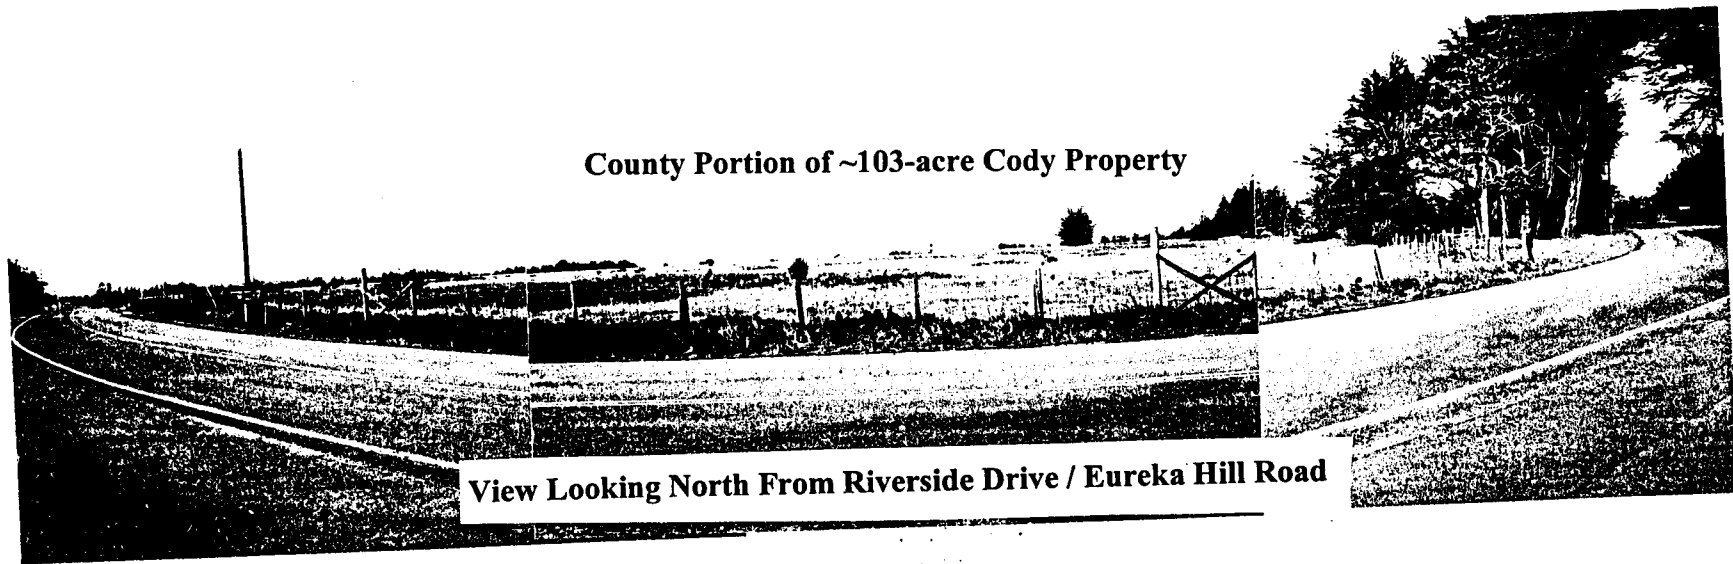 County Portion of ~103-acre Cody Property
View Looking North From Riverside Drive / Eureka Hill Road